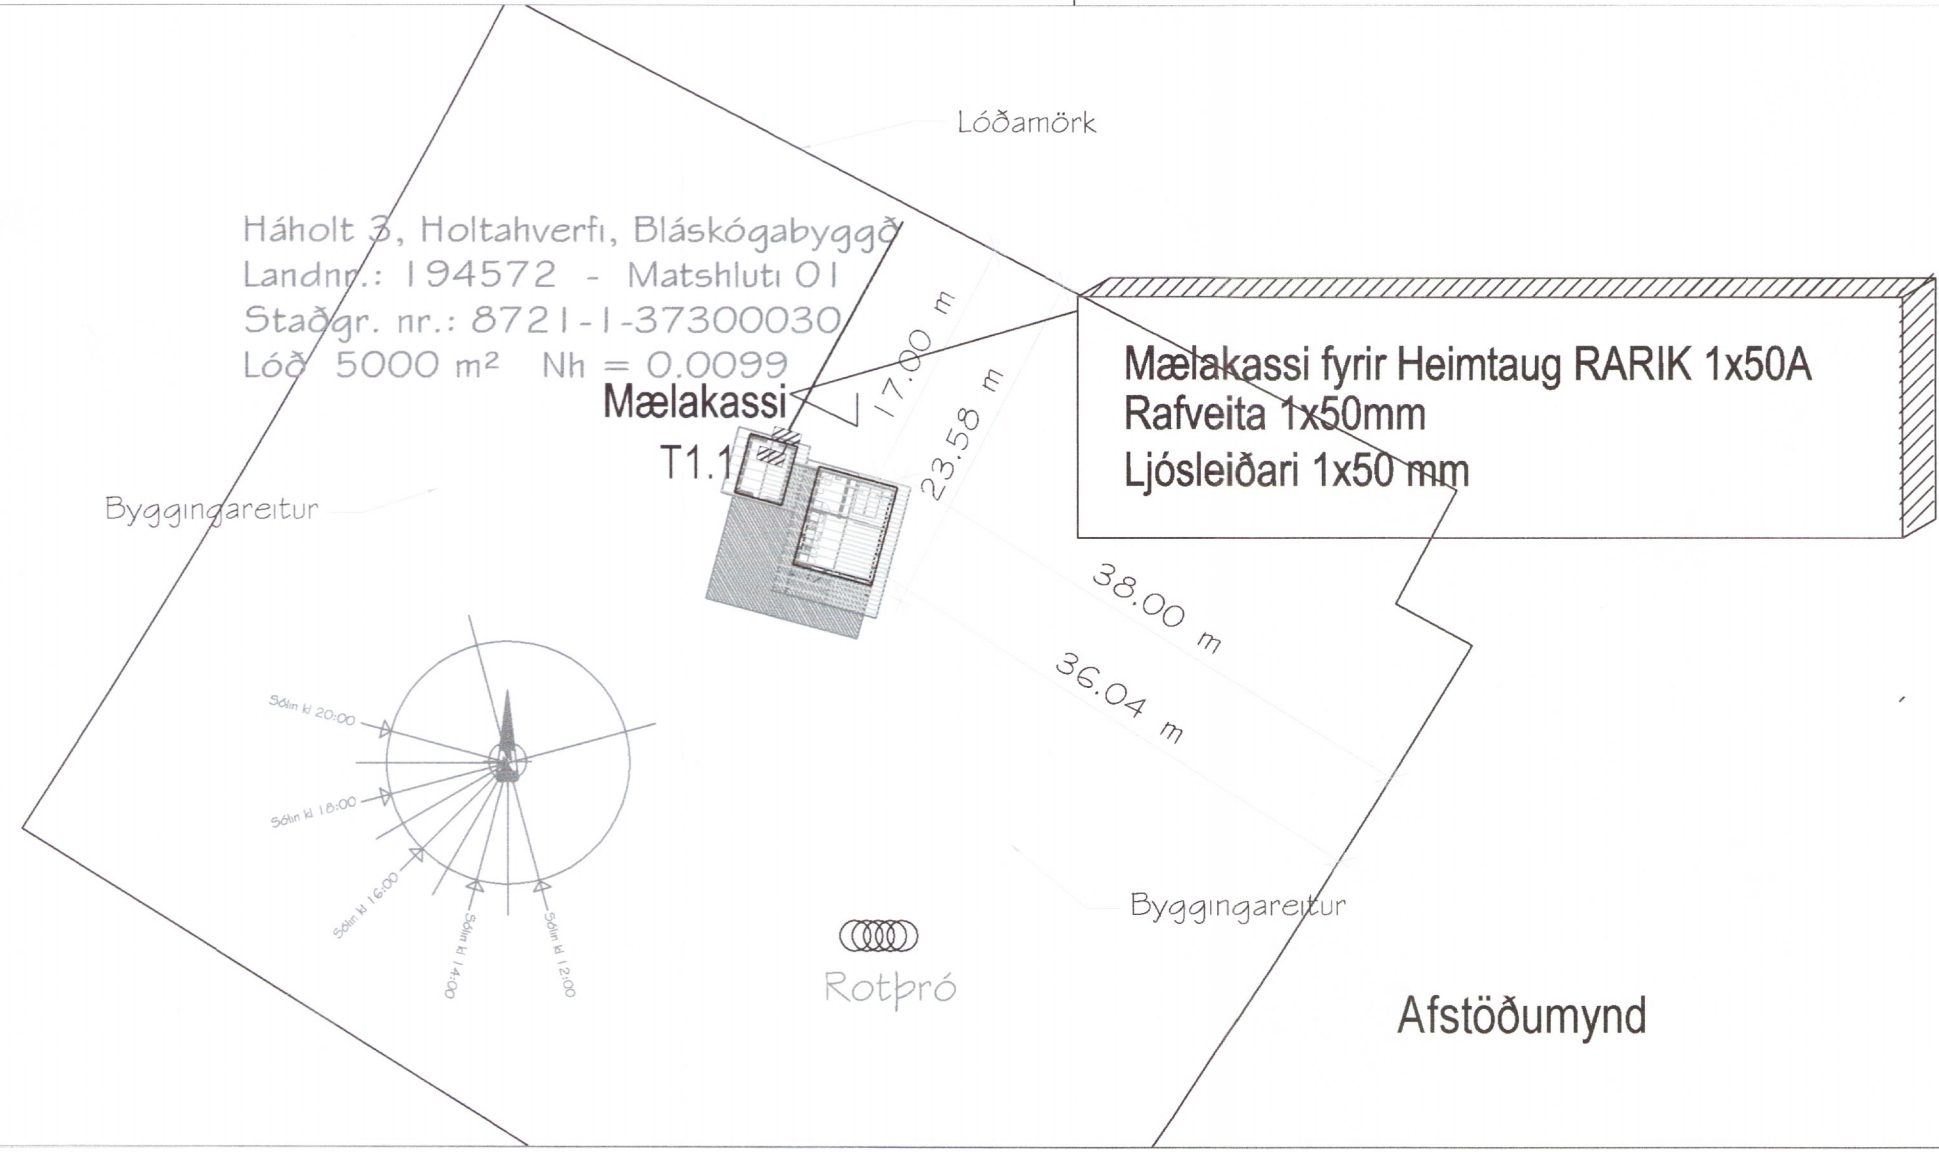 Lóðamörk
Háholt 3, Holtahverfi, Bláskógabyggð
Landnr.: 194572 - Matshluti 01
Staðgr. nr.: 8721-1-37300030
Lóð 5000 m² Nh = 0.0099
Mælakassi
T1.1
17.00 m
23.58 m
Mælakassi fyrir Heimtaug RARIK 1x50A
Rafveita 1x50mm
Ljósleiðari 1x50 mm
Byggingareitur
38.00 m
36.04 m
Sólin kl 20:00
Sólin kl 18:00
Sólin kl 16:00
Sólin kl 14:00
Sólin kl 12:00
Byggingareitur
Rotþró
Afstöðumynd